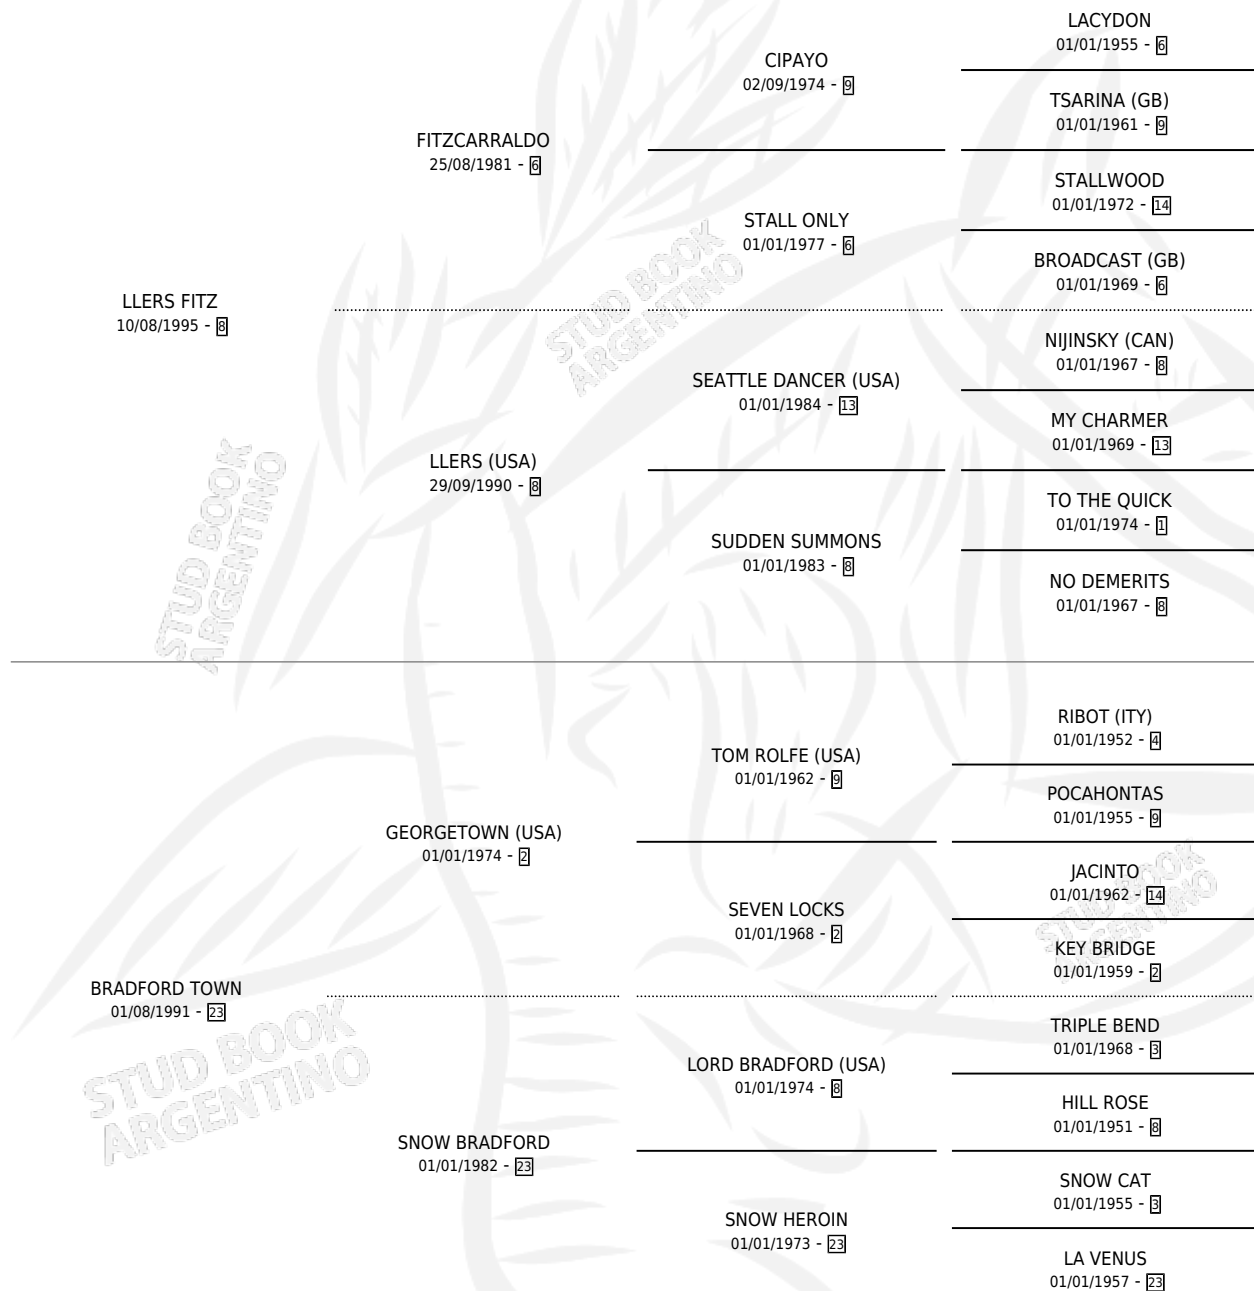 LACYDON
01/01/1955 - 6
CIPAYO
02/09/1974 - 9
TSARINA (GB)
01/01/1961 - 9
FITZCARRALDO
25/08/1981 - 6
STALLWOOD
01/01/1972 - 14
STALL ONLY
01/01/1977 - 6
BROADCAST (GB)
01/01/1969 - 6
LLERS FITZ
10/08/1995 - 8
NIJINSKY (CAN)
01/01/1967 - 8
SEATTLE DANCER (USA)
01/01/1984 - 13
MY CHARMER
01/01/1969 - 13
LLERS (USA)
29/09/1990 - 8
TO THE QUICK
01/01/1974 - 1
SUDDEN SUMMONS
01/01/1983 - 8
NO DEMERITS
01/01/1967 - 8
STUD BOOK
ARGENTINO
STUD BOOK
ARGENTINO
RIBOT (ITY)
01/01/1952 - 4
TOM ROLFE (USA)
01/01/1962 - 9
POCAHONTAS
01/01/1955 - 9
GEORGETOWN (USA)
01/01/1974 - 2
JACINTO
01/01/1962 - 14
SEVEN LOCKS
01/01/1968 - 2
KEY BRIDGE
01/01/1959 - 2
BRADFORD TOWN
01/08/1991 - 23
TRIPLE BEND
01/01/1968 - 3
LORD BRADFORD (USA)
01/01/1974 - 8
HILL ROSE
01/01/1951 - 8
SNOW BRADFORD
01/01/1982 - 23
SNOW CAT
01/01/1955 - 3
SNOW HEROIN
01/01/1973 - 23
LA VENUS
01/01/1957 - 23
STUD BOOK
ARGENTINO
STUD BOOK
ARGENTINO